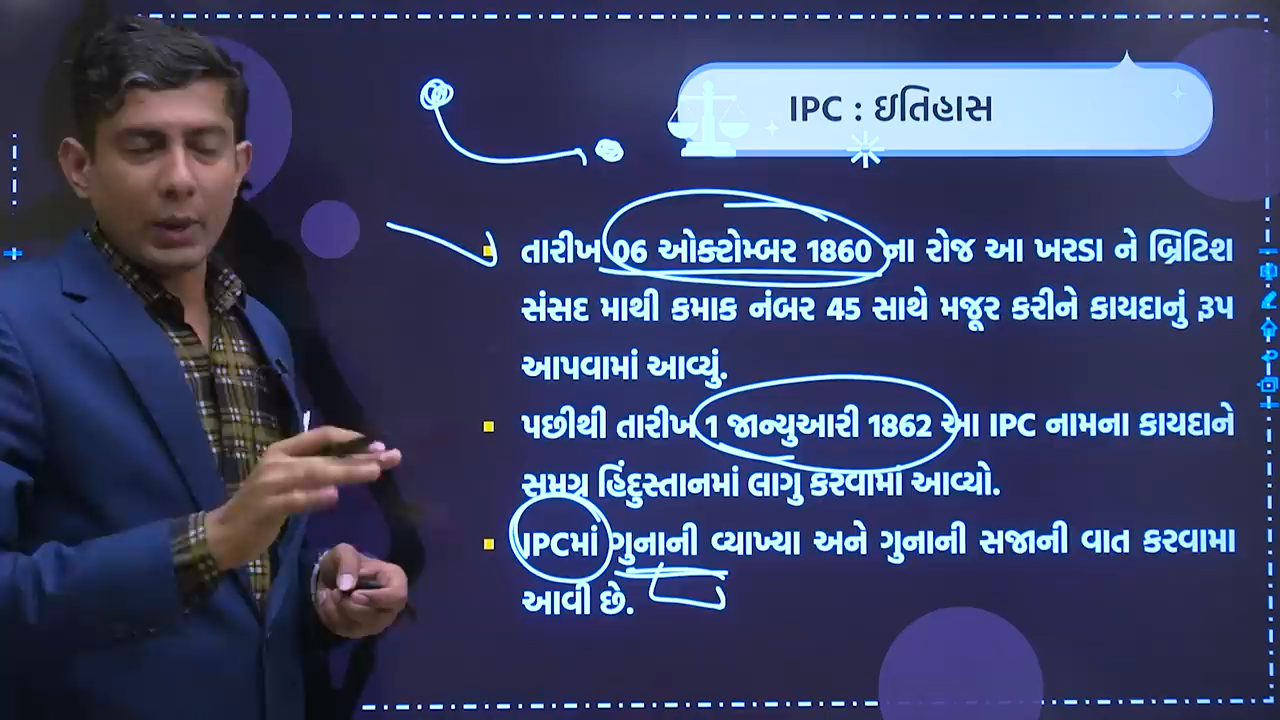 IPC : ઇતિહાસ
તારીખ 06 ઓક્ટોમ્બર 1860 ના રોજ આ ખરડા ને બ્રિટિશ
સંસદ માથી કમાક નંબર 45 સાથે મજૂર કરીને કાયદાનું રૂપ
આપવામાં આવ્યું.
પછીથી તારીખ 1 જાન્યુઆરી 1862 આ IPC નામના કાયદાને
સમગ્ર હિંદુસ્તાનમાં લાગુ કરવામાં આવ્યો.
IPCમાં ગુનાની વ્યાખ્યા અને ગુનાની સજાની વાત કરવામા
આવી છે.